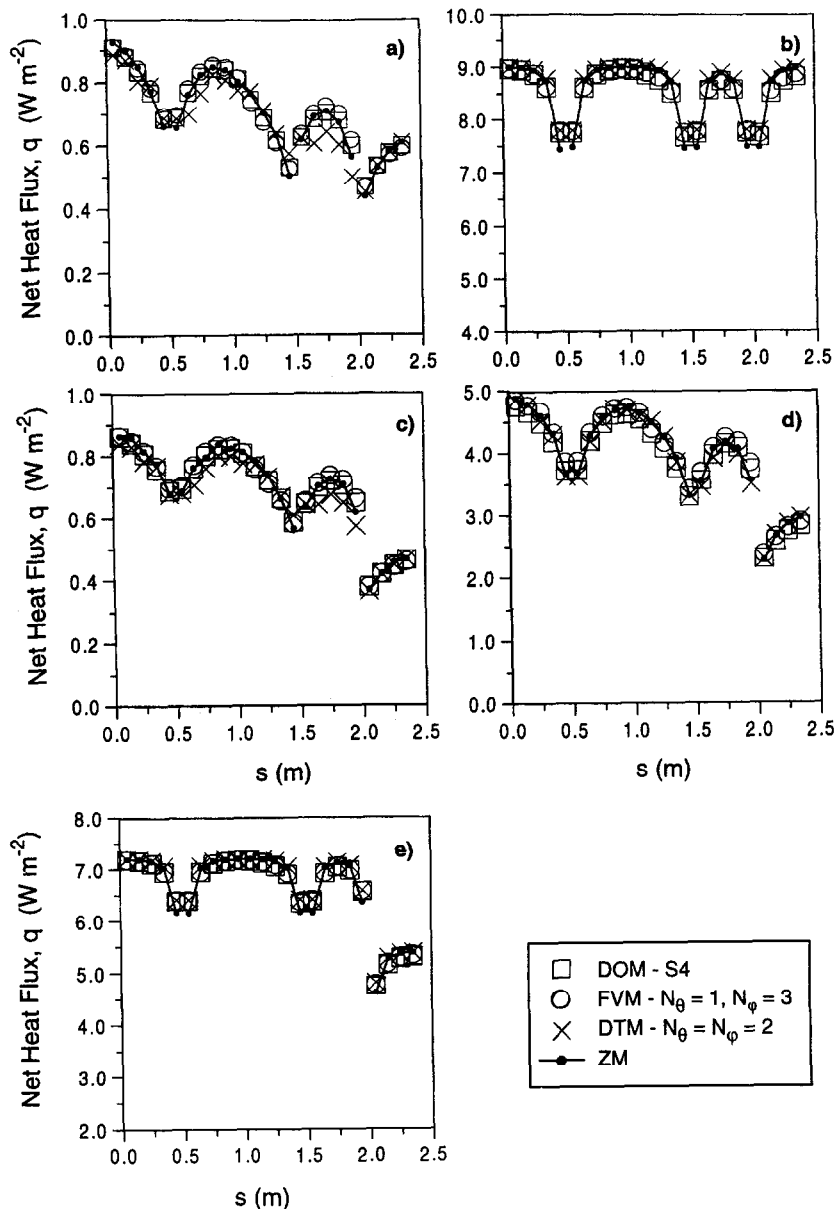 Net Heat Flux, q (W m⁻²)
1.0
0.8
0.6
0.4
0.2
0.0
a)
0.0 0.5 1.0 1.5 2.0 2.5
10.0
9.0
8.0
7.0
6.0
5.0
4.0
b)
0.0 0.5 1.0 1.5 2.0 2.5
Net Heat Flux, q (W m⁻²)
1.0
0.8
0.6
0.4
0.2
0.0
c)
0.0 0.5 1.0 1.5 2.0 2.5
s (m)
5.0
4.0
3.0
2.0
1.0
0.0
d)
0.0 0.5 1.0 1.5 2.0 2.5
s (m)
Net Heat Flux, q (W m⁻²)
8.0
7.0
6.0
5.0
4.0
3.0
2.0
e)
0.0 0.5 1.0 1.5 2.0 2.5
s (m)
DOM - S4
FVM - N_θ = 1, N_φ = 3
DTM - N_θ = N_φ = 2
ZM